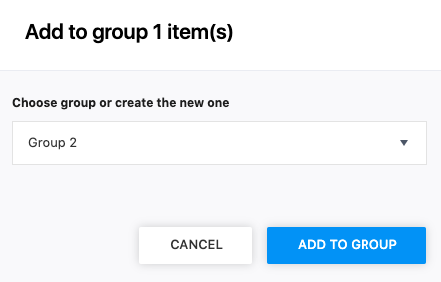 Add to group 1 item(s)
Choose group or create the new one
Group 2
CANCEL
ADD TO GROUP